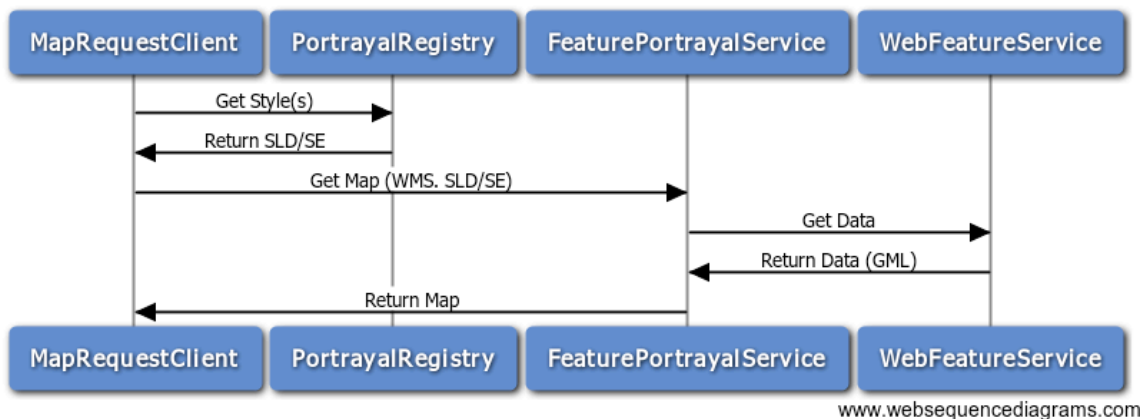 MapRequestClient PortrayalRegistry FeaturePortrayalService WebFeatureService
Get Style(s)
Return SLD/SE
Get Map (WMS. SLD/SE)
Get Data
Return Data (GML)
Return Map
MapRequestClient PortrayalRegistry FeaturePortrayalService WebFeatureService
www.websequencediagrams.com